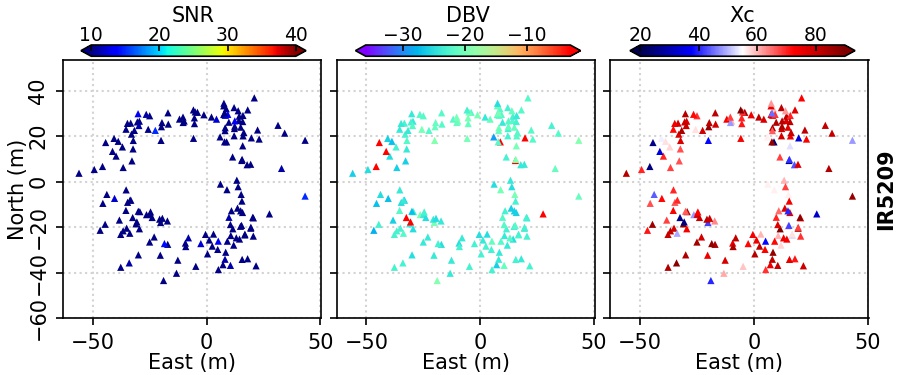 SNR DBV Xc
10 20 30 40 −30 −20 −10 20 40 60 80
40
20
0
−20
−40
−60
North (m)
−50 0 50 −50 0 50 −50 0 50
East (m) East (m) East (m)
IR5209